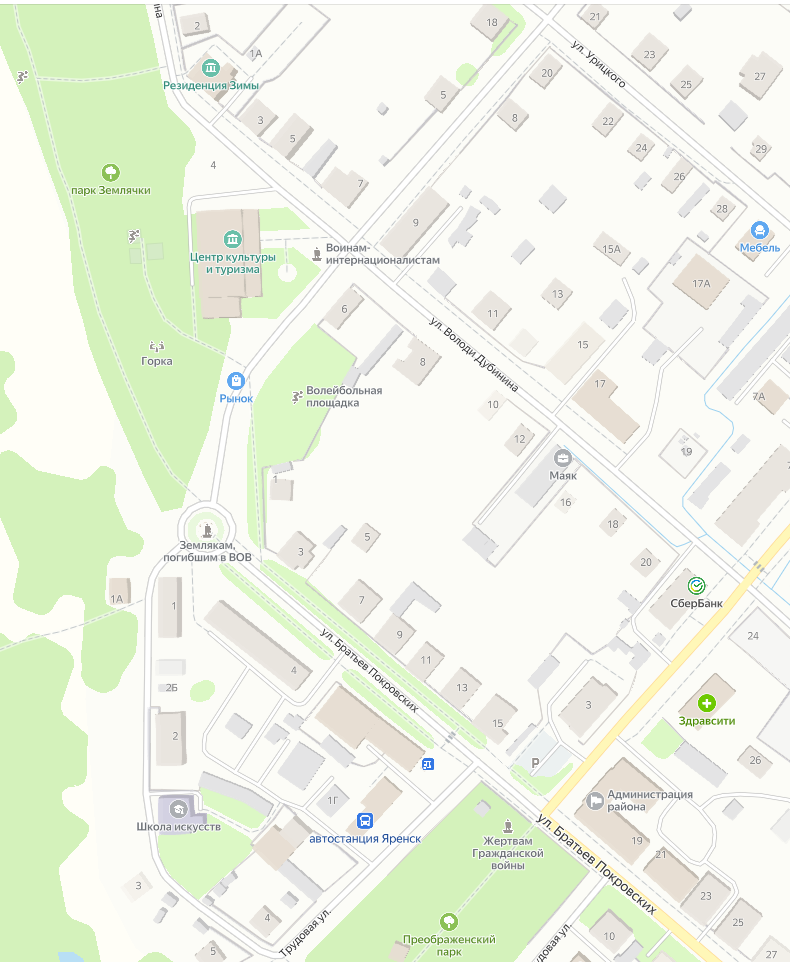 2
18
21
ул. Урицкого
1А
23
20
25
27
Резиденция Зимы
5
3
8
22
5
24
29
4
26
парк Землячки
7
28
9
Мебель
Центр культуры
и туризма
Воинам-
интернационалистам
15А
17А
13
6
11
ул. Володи Дубинина
15
Горка
8
Рынок
17
Волейбольная
площадка
7А
10
12
19
Маяк
1
16
18
Землякам,
погибшим в ВОВ
5
3
20
1А
1
7
СберБанк
9
24
ул. Братьев Покровских
11
4
13
2Б
3
15
Здравсити
2
26
P
1Г
Администрация
района
Школа искусств
автостанция Яренск
Жертвам
Гражданской
войны
19
ул. Братьев Покровских
21
3
23
4
25
Трудовая ул.
Преображенский
парк
10
удовая ул.
5
27